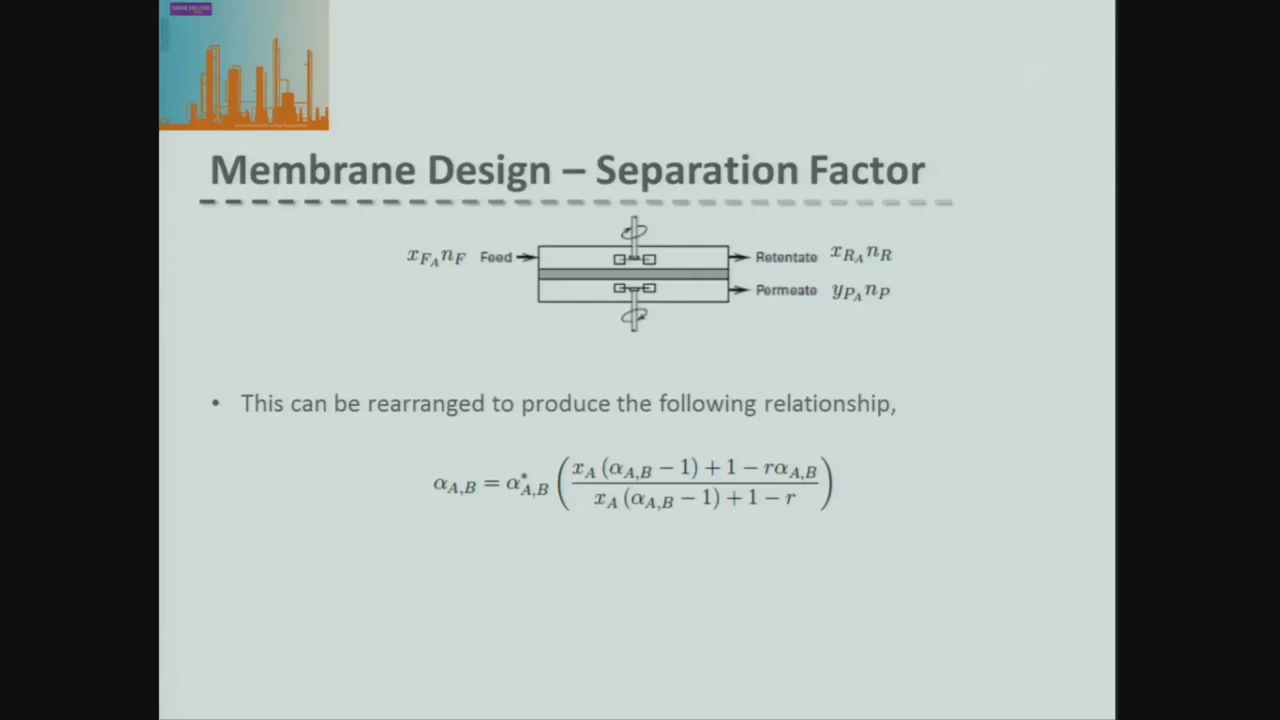 MANCHESTER
Membrane Design – Separation Factor
x_{F_A} n_F Feed Retentate x_{R_A} n_R
Permeate y_{P_A} n_P
• This can be rearranged to produce the following relationship,
α_{A,B} = α*_{A,B} ( (x_A (α_{A,B} − 1) + 1 − rα_{A,B}) / (x_A (α_{A,B} − 1) + 1 − r) )